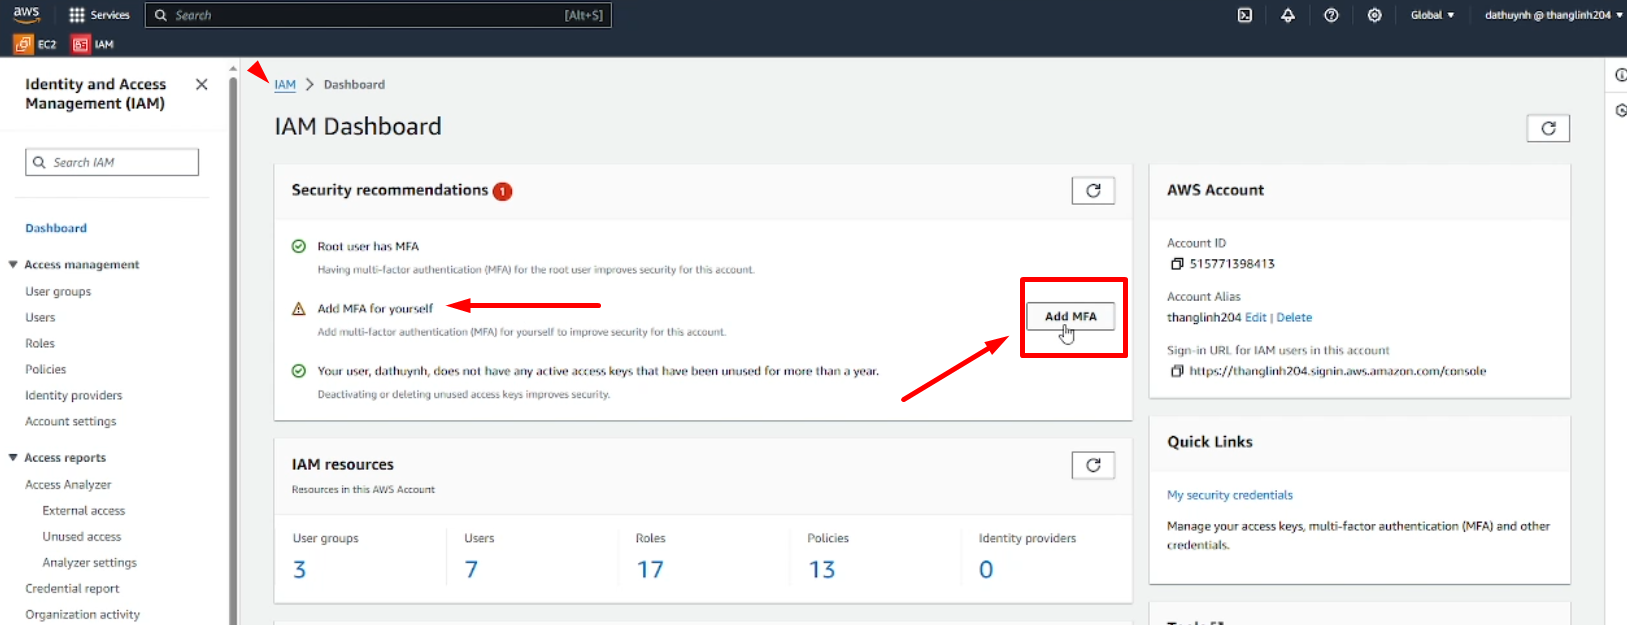 aws
Services
Search
[Alt+S]
Global
dathuynh @ thanglinh204
EC2
IAM
Identity and Access
Management (IAM)
Search IAM
Dashboard
Access management
User groups
Users
Roles
Policies
Identity providers
Account settings
Access reports
Access Analyzer
External access
Unused access
Analyzer settings
Credential report
Organization activity
IAM > Dashboard
IAM Dashboard
Security recommendations 1
Root user has MFA
Having multi-factor authentication (MFA) for the root user improves security for this account.
Add MFA for yourself
Add multi-factor authentication (MFA) for yourself to improve security for this account.
Add MFA
Your user, dathuynh, does not have any active access keys that have been unused for more than a year.
Deactivating or deleting unused access keys improves security.
IAM resources
Resources in this AWS Account
User groups
3
Users
7
Roles
17
Policies
13
Identity providers
0
AWS Account
Account ID
515771398413
Account Alias
thanglinh204 Edit | Delete
Sign-in URL for IAM users in this account
https://thanglinh204.signin.aws.amazon.com/console
Quick Links
My security credentials
Manage your access keys, multi-factor authentication (MFA) and other
credentials.